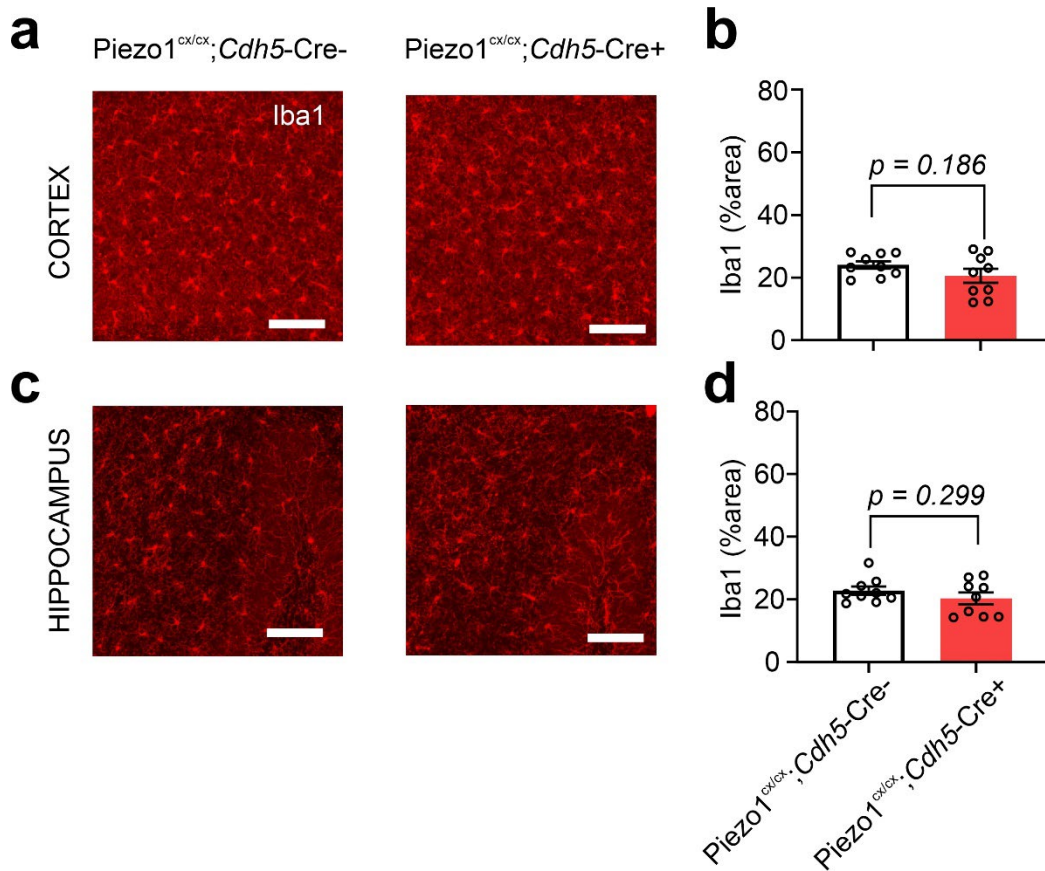 a
Piezo1cx/cx;Cdh5-Cre-
Piezo1cx/cx;Cdh5-Cre+
b
CORTEX
Iba1
Iba1 (%area)
80
60
40
20
0
p = 0.186
c
HIPPOCAMPUS
d
Iba1 (%area)
80
60
40
20
0
p = 0.299
Piezo1cx/cx;Cdh5-Cre-
Piezo1cx/cx;Cdh5-Cre+